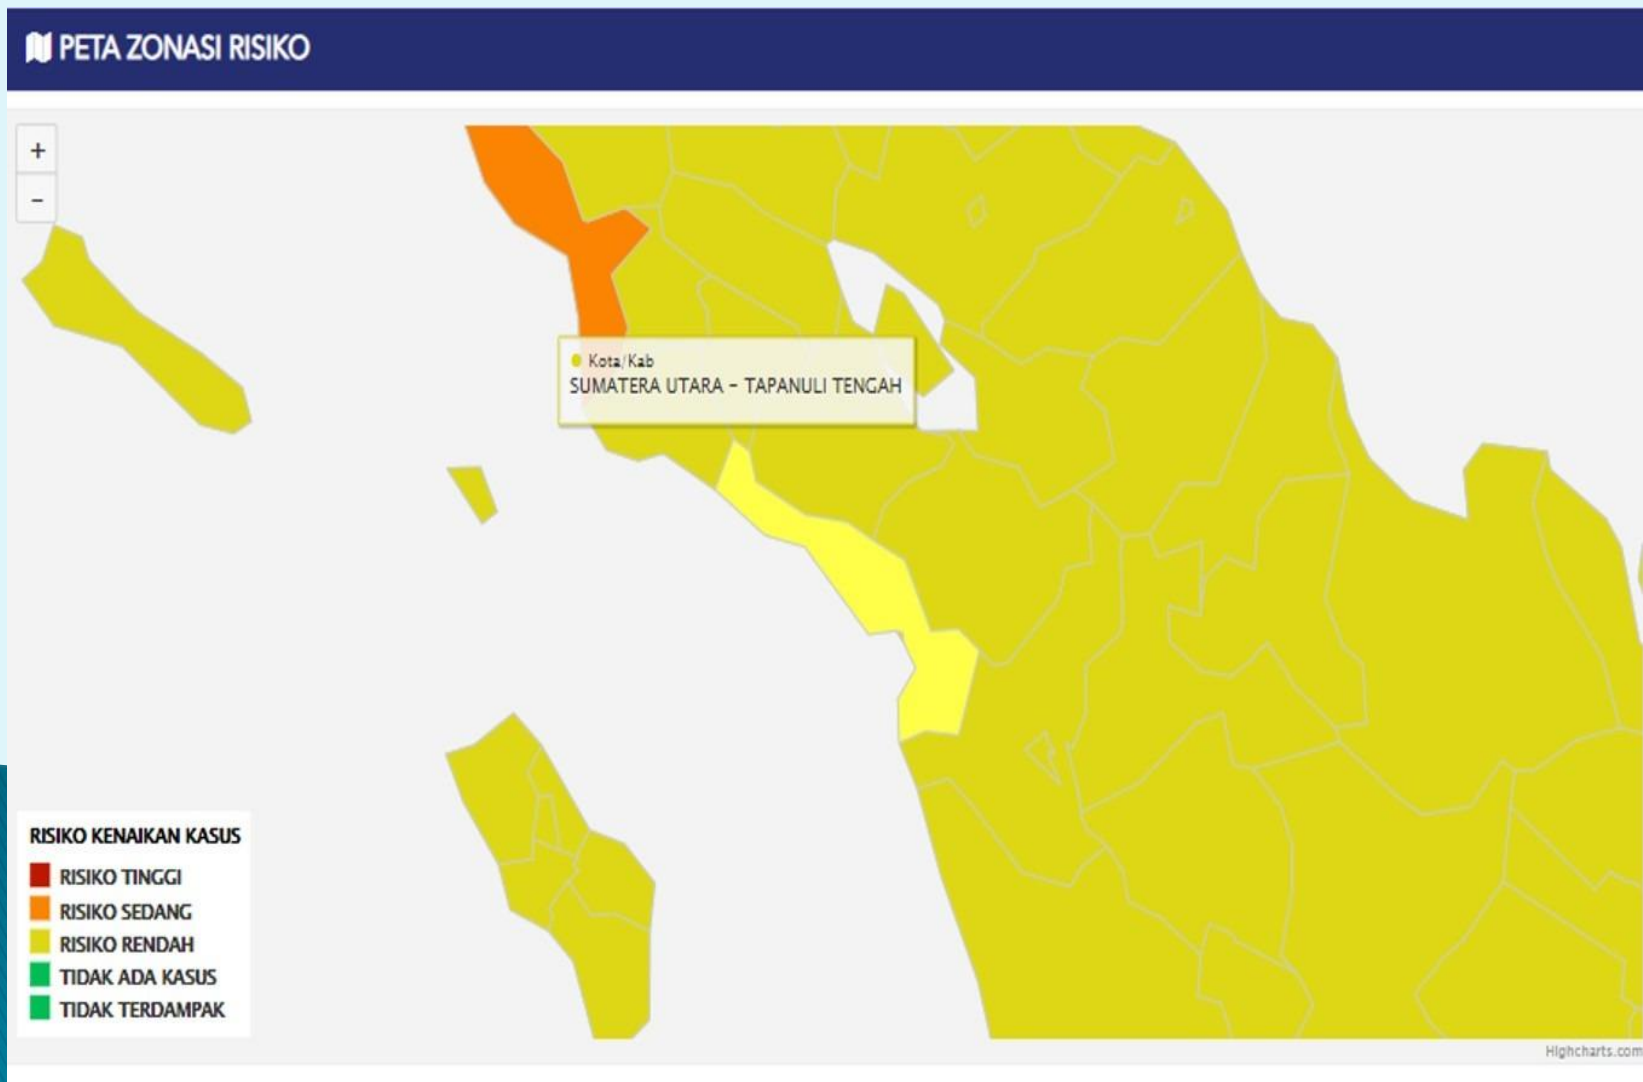 PETA ZONASI RISIKO
+
-
Kota/Kab
SUMATERA UTARA - TAPANULI TENGAH
RISIKO KENAIKAN KASUS
RISIKO TINGGI
RISIKO SEDANG
RISIKO RENDAH
TIDAK ADA KASUS
TIDAK TERDAMPAK
Highcharts.com